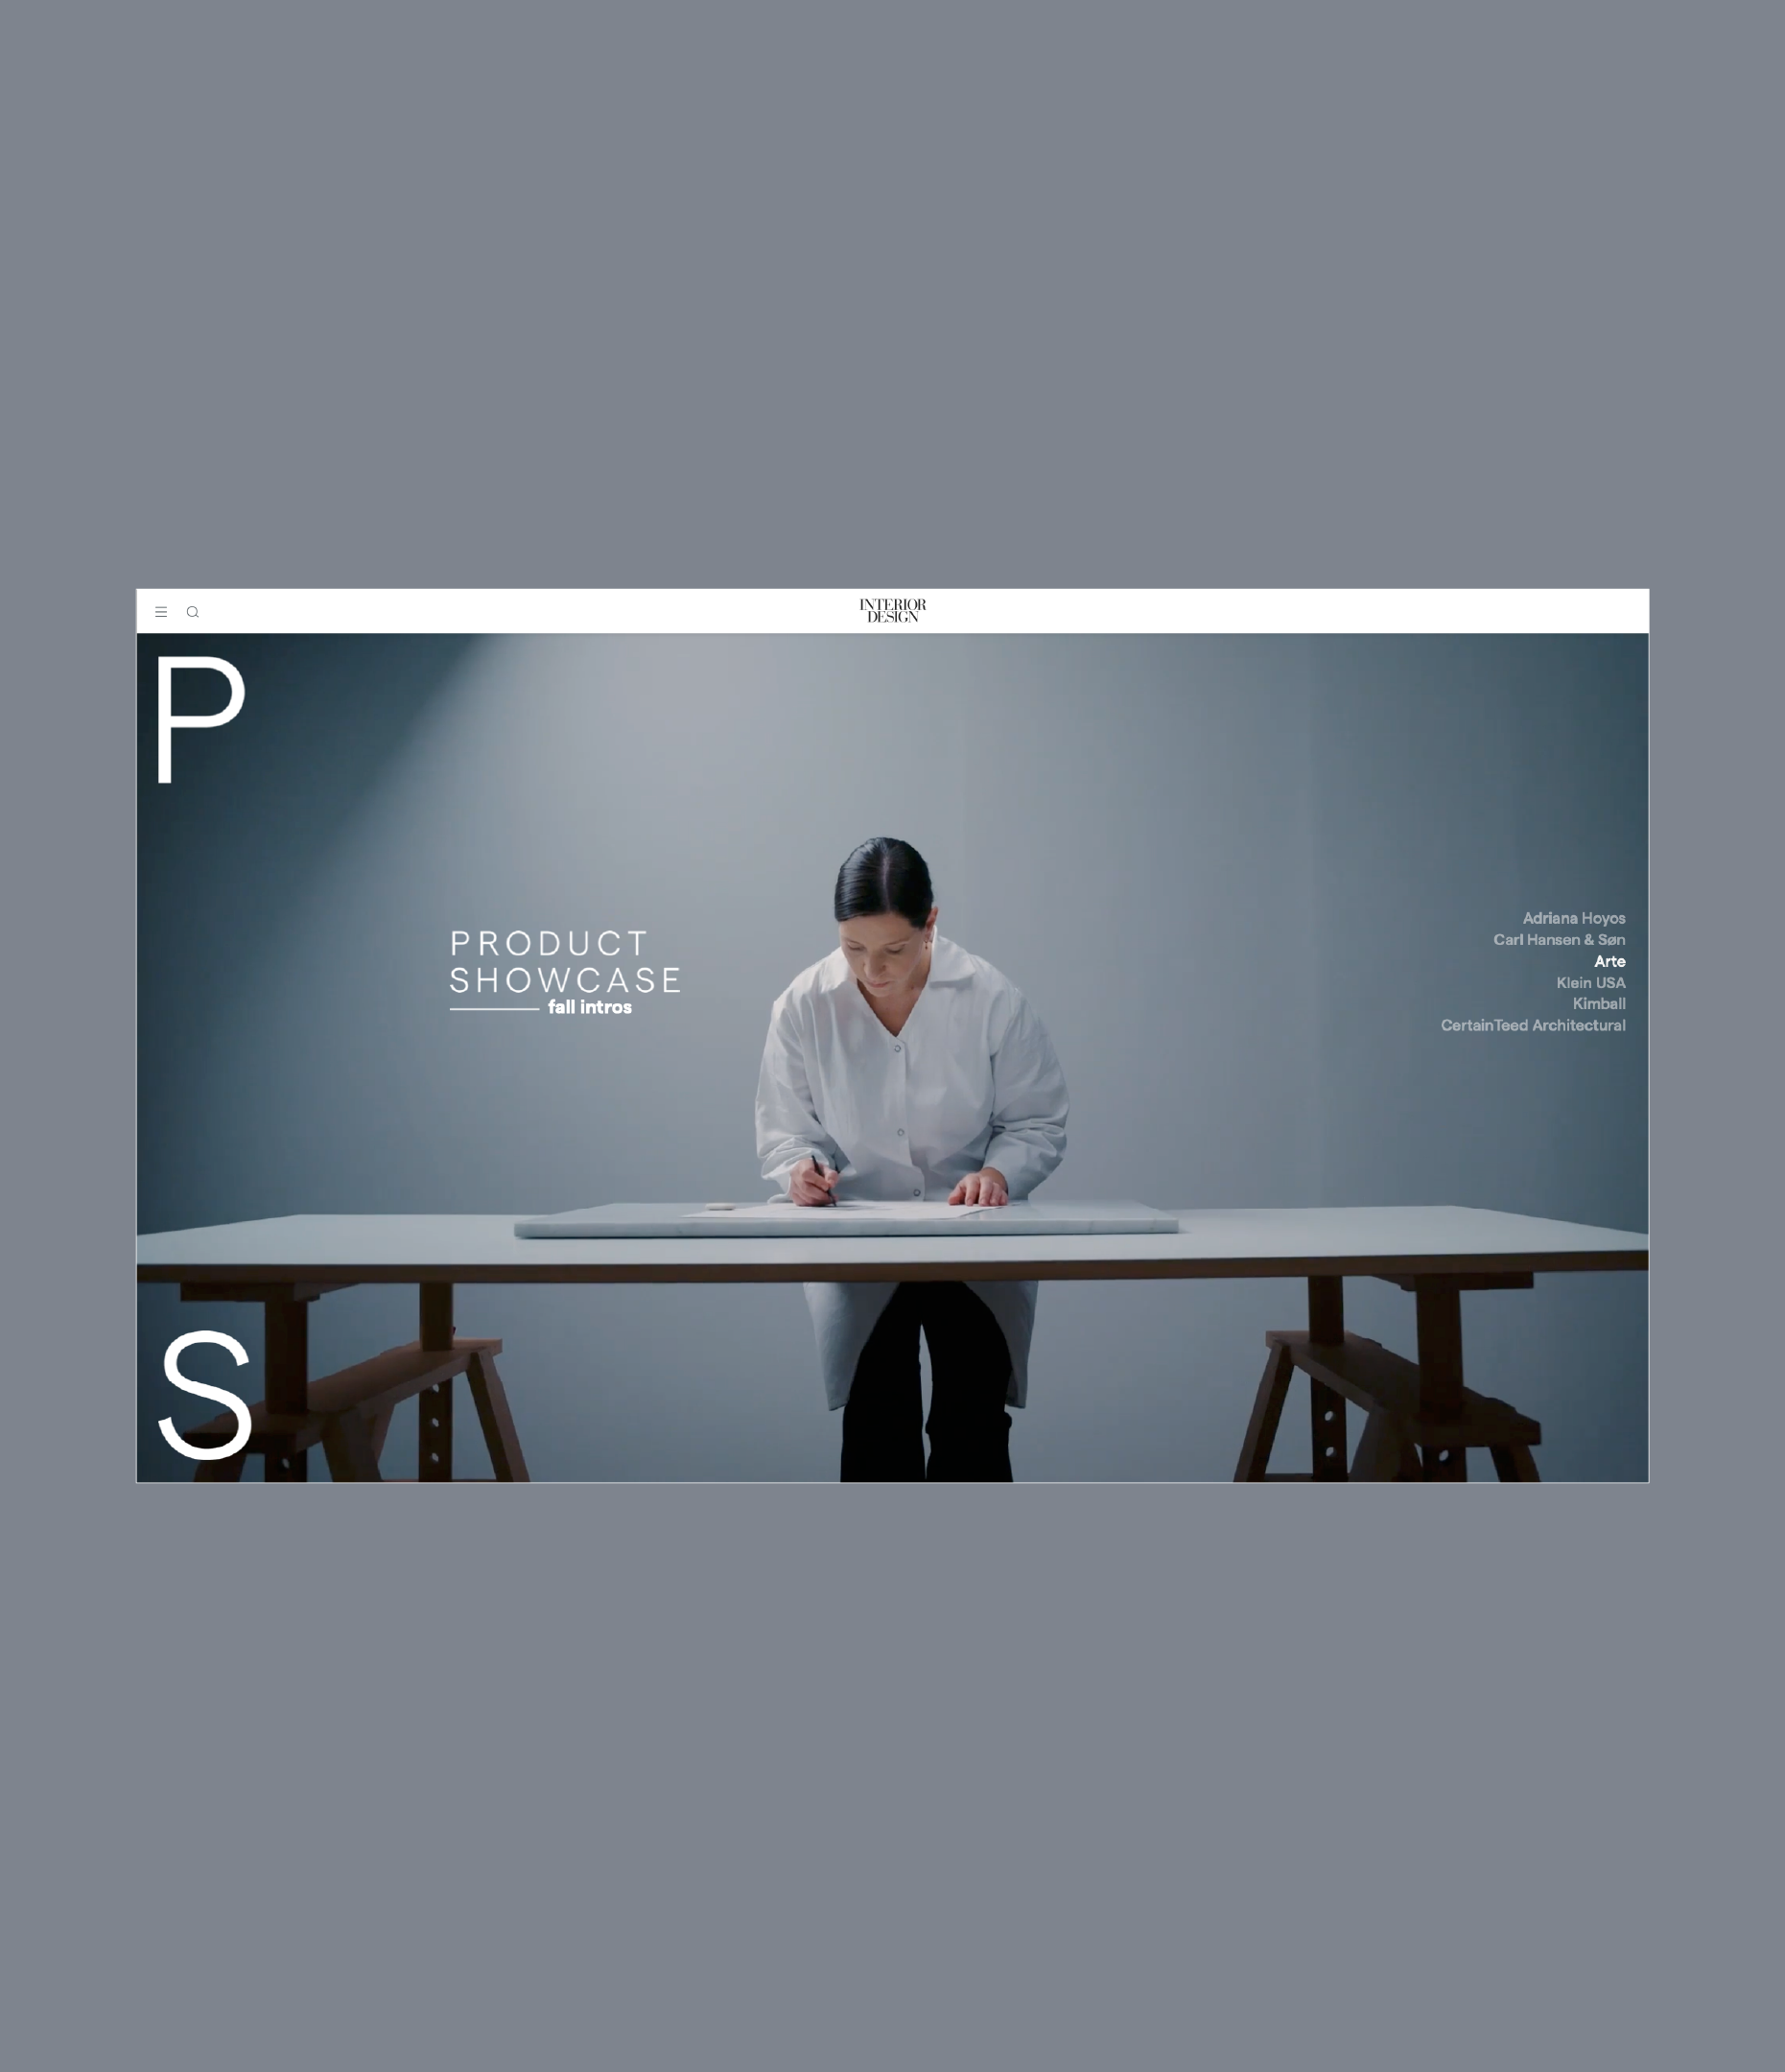 INTERIOR
DESIGN
P
PRODUCT
SHOWCASE
fall intros
Adriana Hoyos
Carl Hansen & Søn
Arte
Klein USA
Kimball
CertainTeed Architectural
S